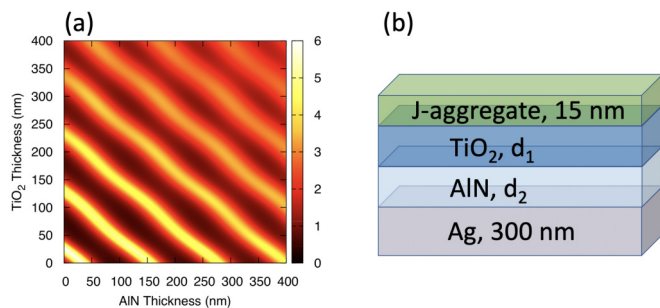 (a)
400
350
300
250
200
150
100
50
0
TiO₂ Thickness (nm)
0 50 100 150 200 250 300 350 400
AlN Thickness (nm)
6
5
4
3
2
1
0
(b)
J-aggregate, 15 nm
TiO₂, d₁
AlN, d₂
Ag, 300 nm